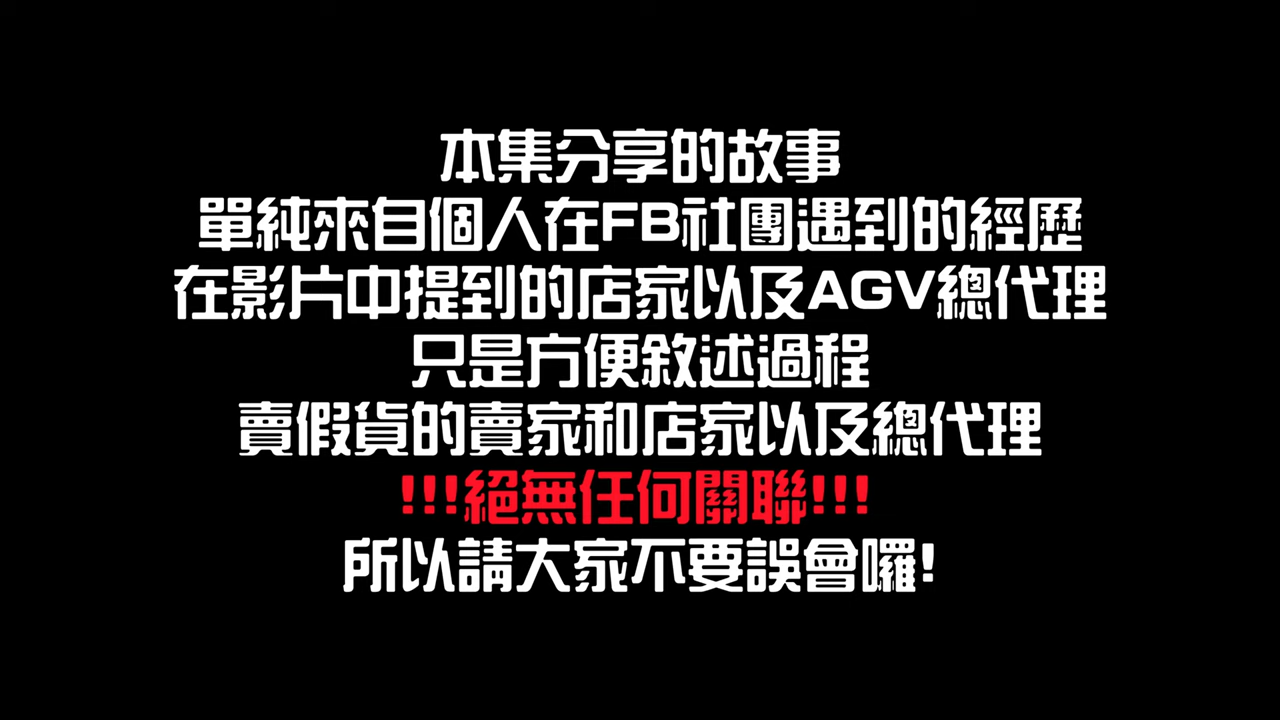 本集分享的故事
單純來自個人在FB社團遇到的經歷
在影片中提到的店家以及AGV總代理
只是方便敘述過程
賣假貨的賣家和店家以及總代理
!!!絕無任何關聯!!!
所以請大家不要誤會囉!